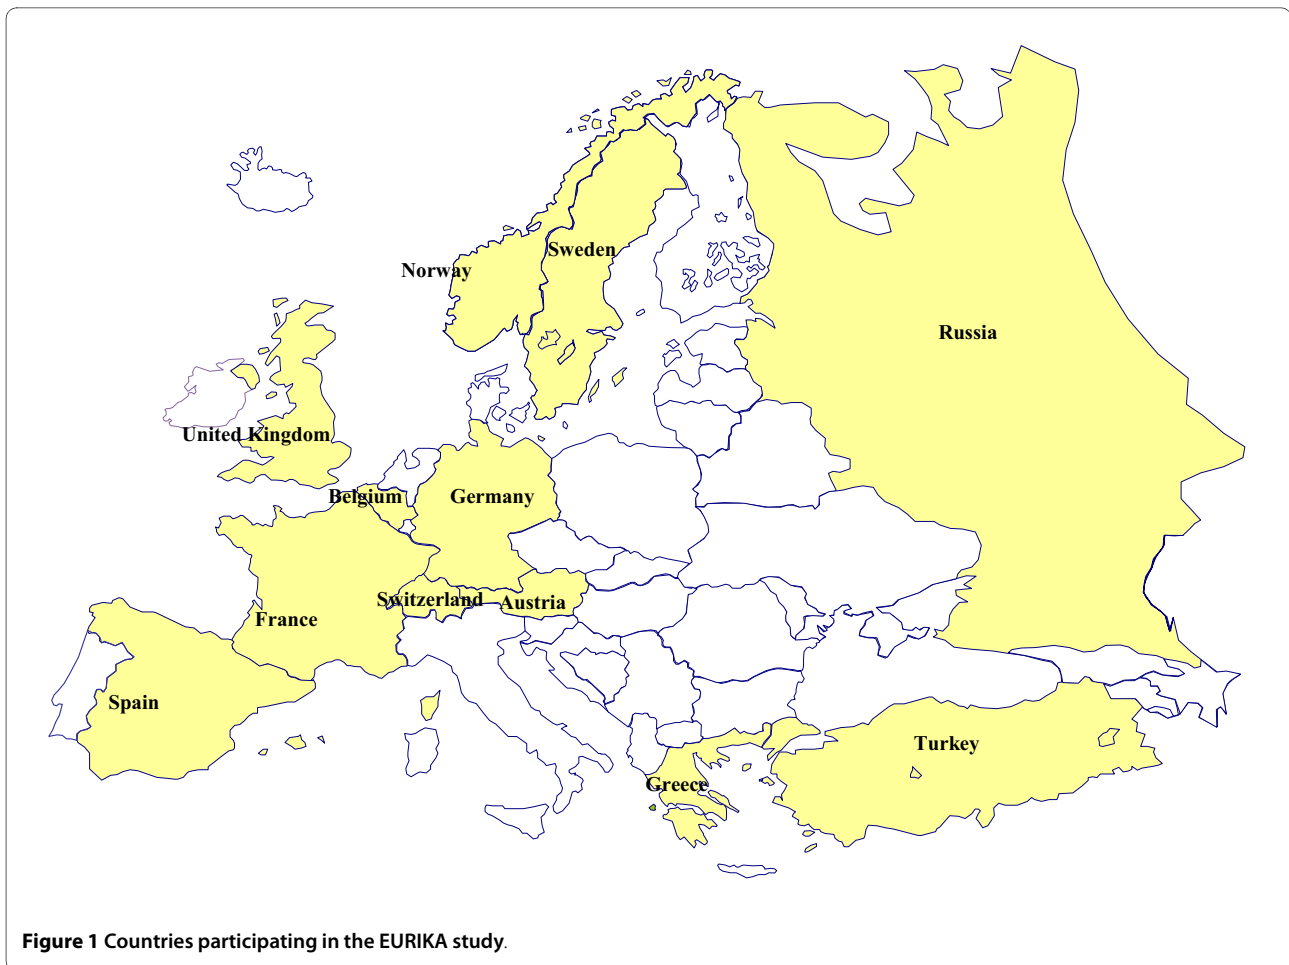 Sweden
Norway
Russia
United Kingdom
Belgium
Germany
Switzerland
Austria
France
Spain
Turkey
Greece
Figure 1 Countries participating in the EURIKA study.